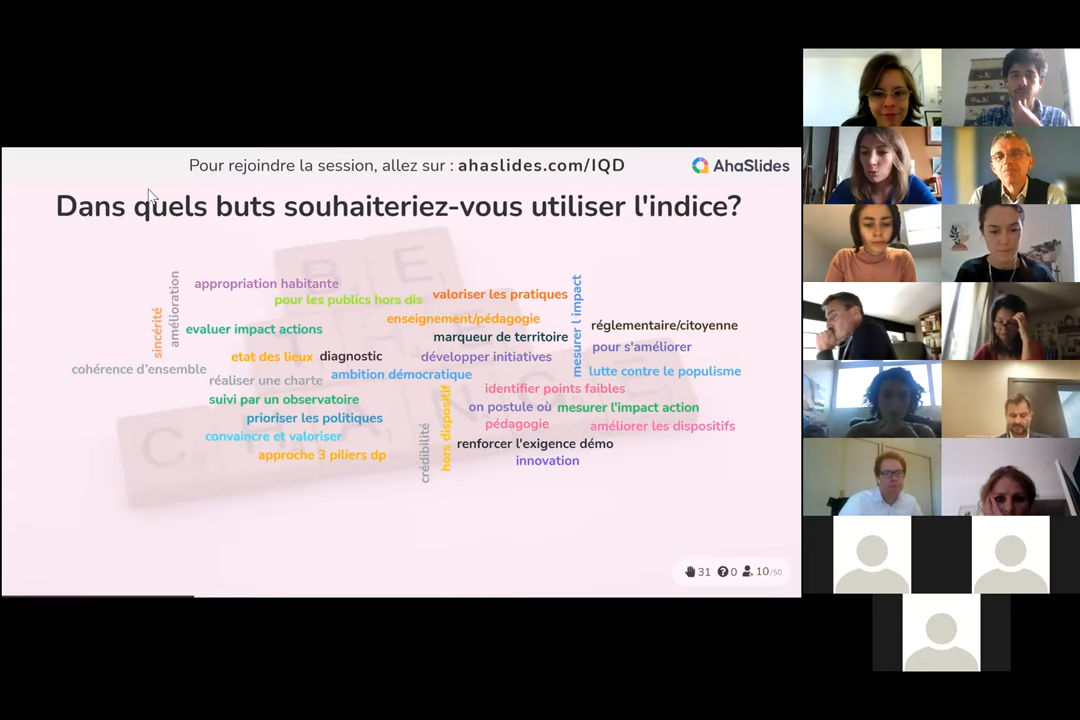 Pour rejoindre la session, allez sur : ahaslides.com/IQD
AhaSlides
Dans quels buts souhaiteriez-vous utiliser l'indice?
appropriation habitante
pour les publics hors dis
valoriser les pratiques
amélioration
sincérité
mesurer l impact
enseignement/pédagogie
evaluer impact actions
réglementaire/citoyenne
marqueur de territoire
pour s'améliorer
etat des lieux
diagnostic
développer initiatives
cohérence d'ensemble
réaliser une charte
ambition démocratique
lutte contre le populisme
identifier points faibles
suivi par un observatoire
hors dispositif
on postule où
mesurer l'impact action
prioriser les politiques
pédagogie
améliorer les dispositifs
convaincre et valoriser
crédibilité
renforcer l'exigence démo
approche 3 piliers dp
innovation
BE
THE
CHANGE
31
0
10/50